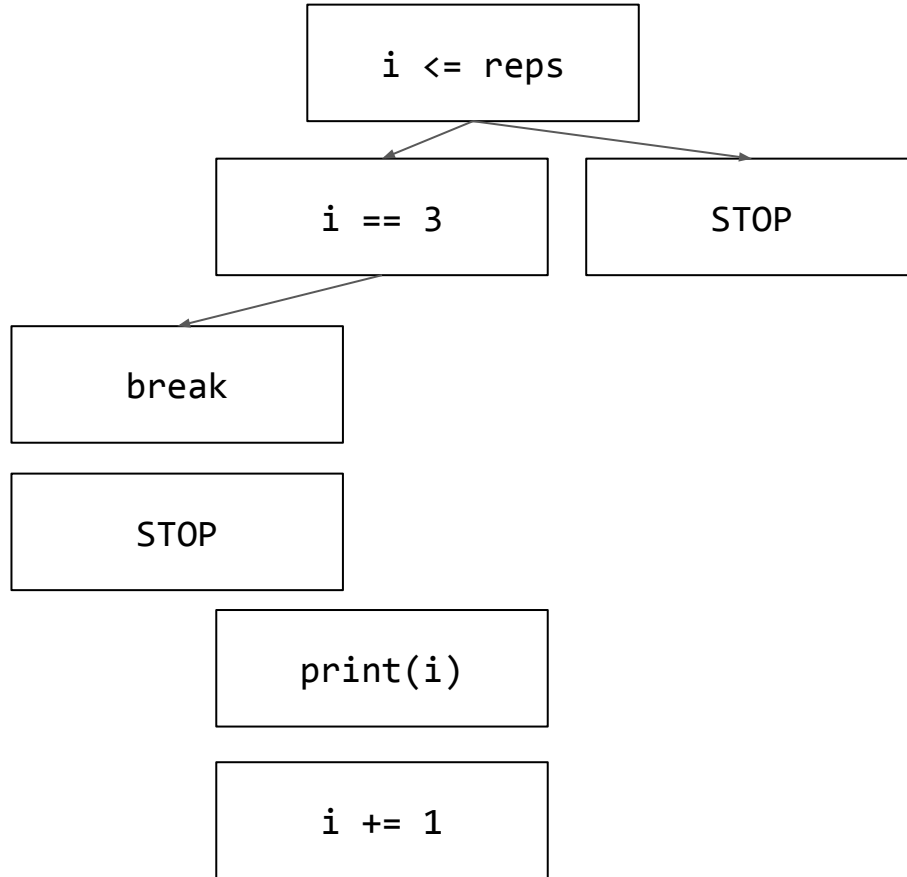 i <= reps
i == 3
STOP
break
STOP
print(i)
i += 1